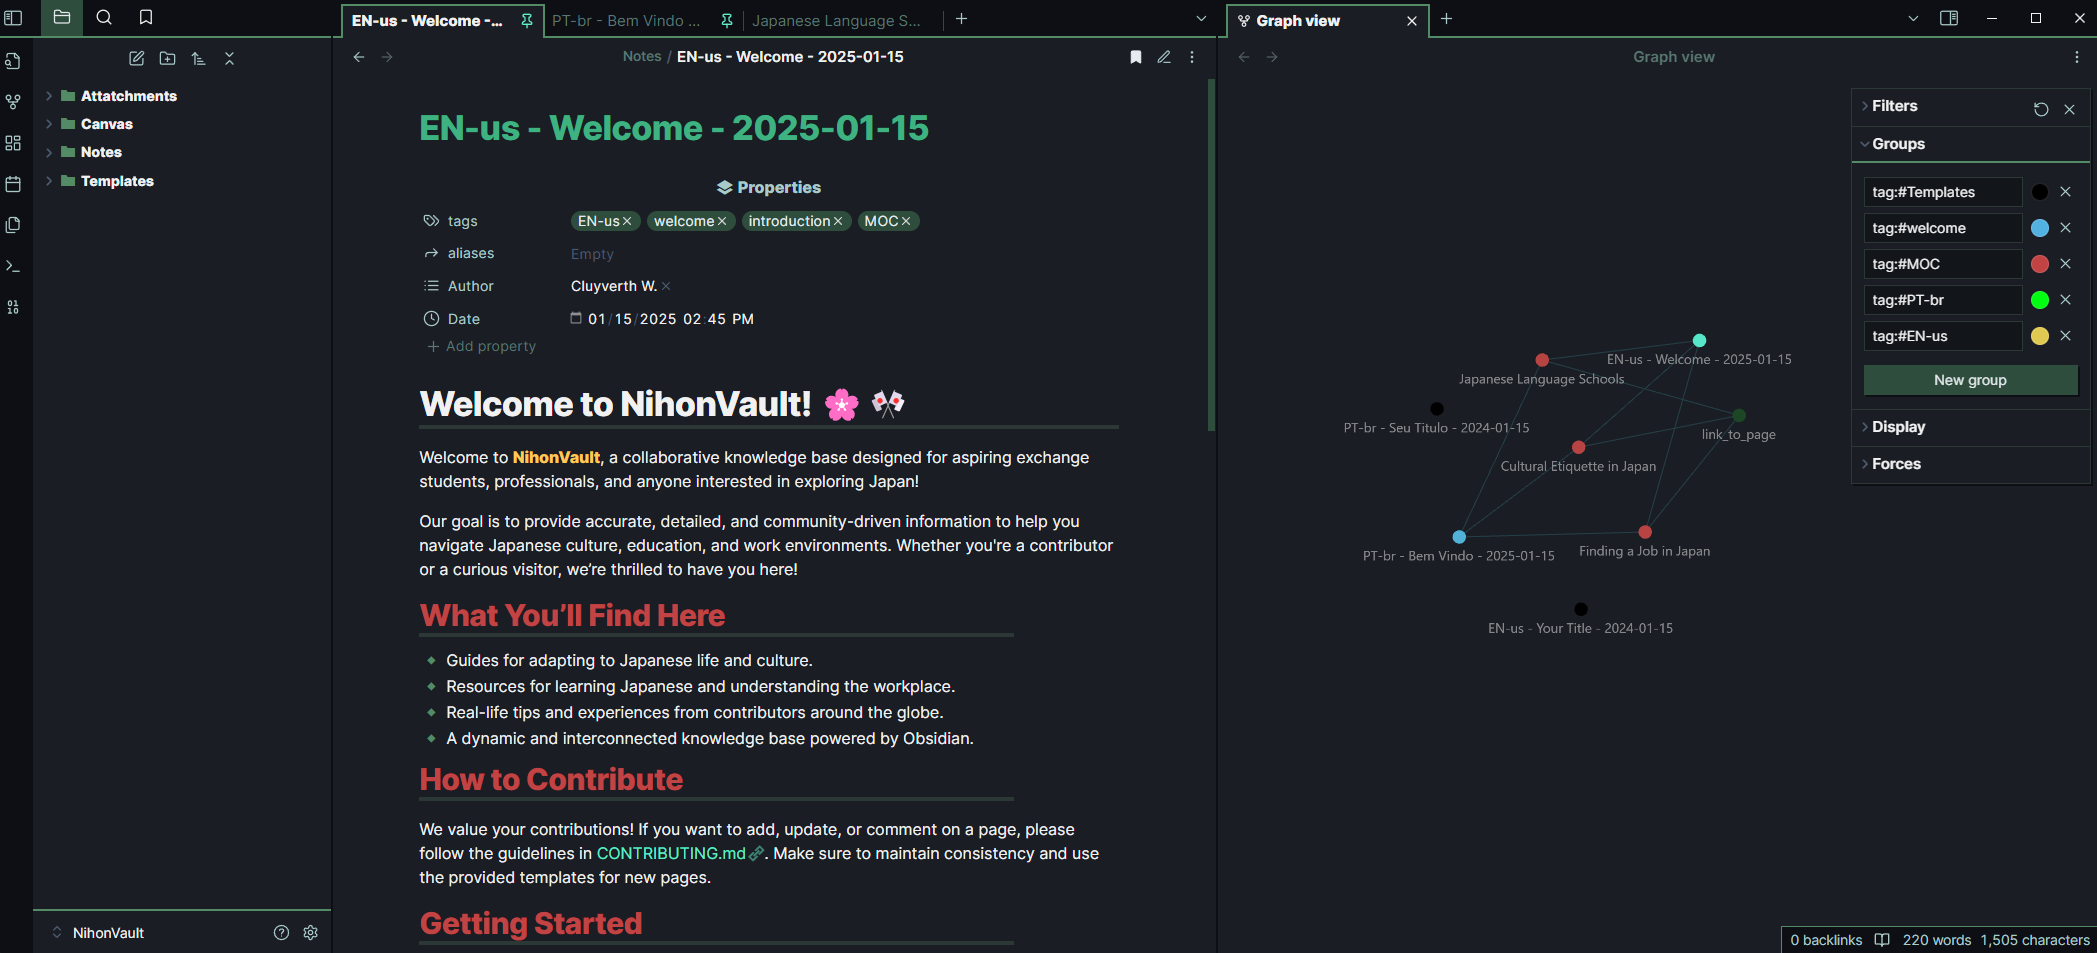 EN-us - Welcome -...
PT-br - Bem Vindo ...
Japanese Language S...
Graph view
Attatchments
Canvas
Notes
Templates
NihonVault
Notes / EN-us - Welcome - 2025-01-15
EN-us - Welcome - 2025-01-15
Properties
tags EN-us welcome introduction MOC
aliases Empty
Author Cluyverth W.
Date 01/15/2025 02:45 PM
Add property
Welcome to NihonVault! 🌸 🎌
Welcome to NihonVault, a collaborative knowledge base designed for aspiring exchange
students, professionals, and anyone interested in exploring Japan!
Our goal is to provide accurate, detailed, and community-driven information to help you
navigate Japanese culture, education, and work environments. Whether you're a contributor
or a curious visitor, we’re thrilled to have you here!
What You’ll Find Here
Guides for adapting to Japanese life and culture.
Resources for learning Japanese and understanding the workplace.
Real-life tips and experiences from contributors around the globe.
A dynamic and interconnected knowledge base powered by Obsidian.
How to Contribute
We value your contributions! If you want to add, update, or comment on a page, please
follow the guidelines in CONTRIBUTING.md. Make sure to maintain consistency and use
the provided templates for new pages.
Getting Started
Graph view
EN-us - Welcome - 2025-01-15
Japanese Language Schools
PT-br - Seu Titulo - 2024-01-15
link_to_page
Cultural Etiquette in Japan
PT-br - Bem Vindo - 2025-01-15
Finding a Job in Japan
EN-us - Your Title - 2024-01-15
Filters
Groups
tag:#Templates
tag:#welcome
tag:#MOC
tag:#PT-br
tag:#EN-us
New group
Display
Forces
0 backlinks 220 words 1,505 characters